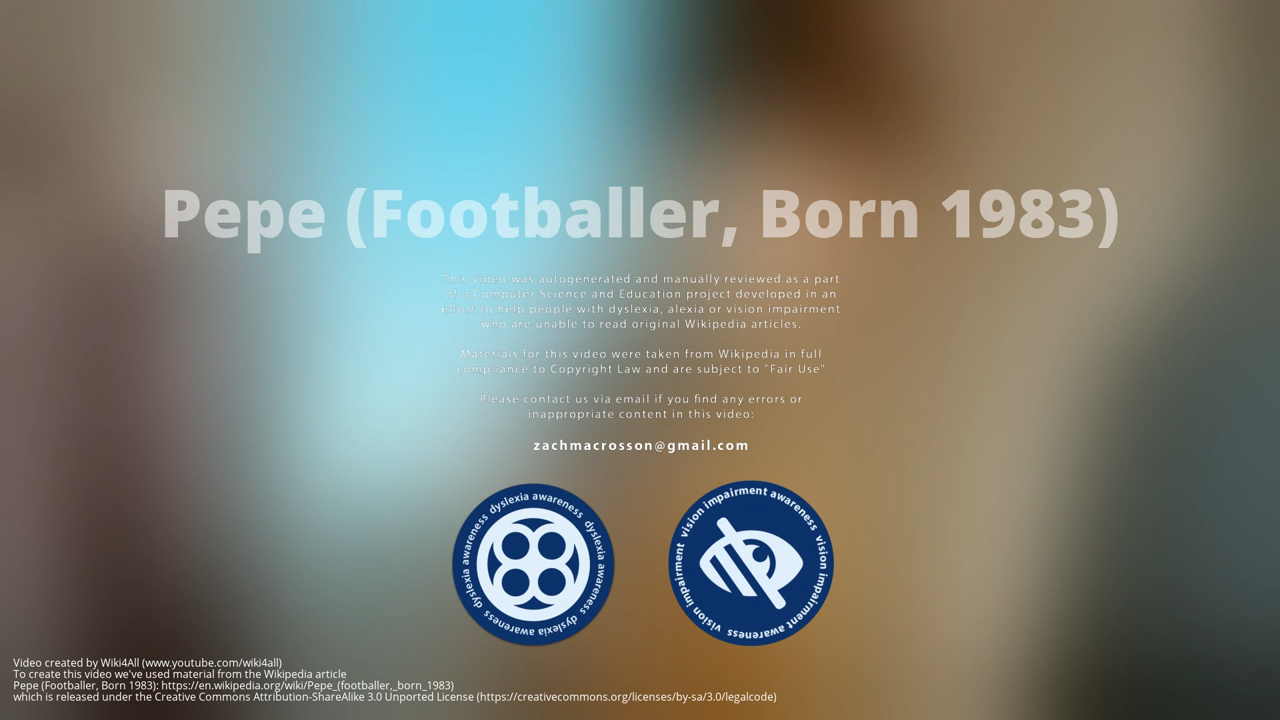 Pepe (Footballer, Born 1983)
This video was autogenerated and manually reviewed as a part
of a Computer Science and Education project developed in an
effort to help people with dyslexia, alexia or vision impairment
who are unable to read original Wikipedia articles.
Materials for this video were taken from Wikipedia in full
compliance to Copyright Law and are subject to "Fair Use"
Please contact us via email if you find any errors or
inappropriate content in this video:
zachmacrosson@gmail.com
dyslexia awareness dyslexia awareness dyslexia awareness dyslexia awareness
vision impairment awareness vision impairment awareness vision impairment
Video created by Wiki4All (www.youtube.com/wiki4all)
To create this video we've used material from the Wikipedia article
Pepe (Footballer, Born 1983): https://en.wikipedia.org/wiki/Pepe_(footballer,_born_1983)
which is released under the Creative Commons Attribution-ShareAlike 3.0 Unported License (https://creativecommons.org/licenses/by-sa/3.0/legalcode)